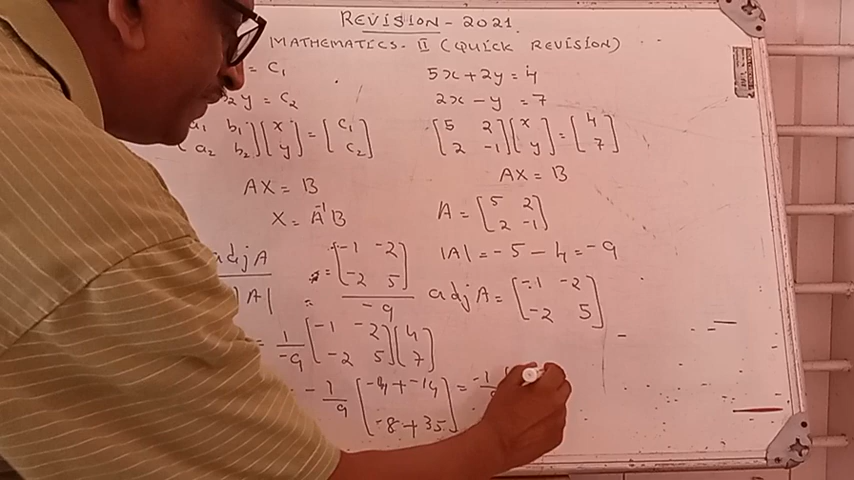 REVISION - 2021
MATHEMATICS - II (QUICK REVISION)
= C₁
5x + 2y = 4
b₂y = C₂
2x - y = 7
[a₁ b₁ [x = [C₁
a₂ b₂] y] C₂]
[5 2 [x = [4
2 -1] y] 7]
AX = B
AX = B
X = A⁻¹B
A = [5 2
2 -1]
adj A
|A|
= [-1 -2
-2 5]
-9
|A| = -5 - 4 = -9
adj A = [-1 -2
-2 5]
= 1/-9 [-1 -2 [4
-2 5] 7]
-1/9 [-4 + -14 = -1
-8 + 35]